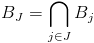 B_J = \bigcap_{j \in J} B_j